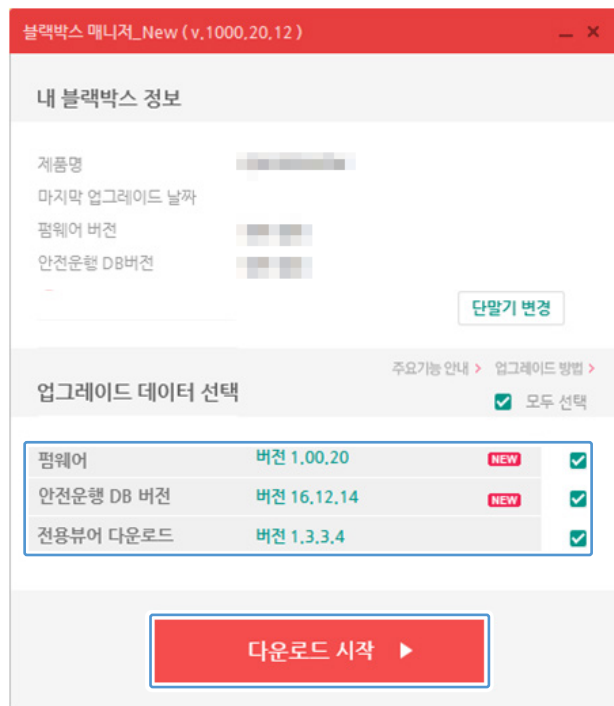 블랙박스 매니저_New ( v.1000.20.12 )
내 블랙박스 정보
제품명
마지막 업그레이드 날짜
펌웨어 버전
안전운행 DB버전
단말기 변경
주요기능 안내 > 업그레이드 방법 >
업그레이드 데이터 선택
모두 선택
펌웨어 버전 1.00.20 NEW
안전운행 DB 버전 버전 16.12.14 NEW
전용뷰어 다운로드 버전 1.3.3.4
다운로드 시작 ▶